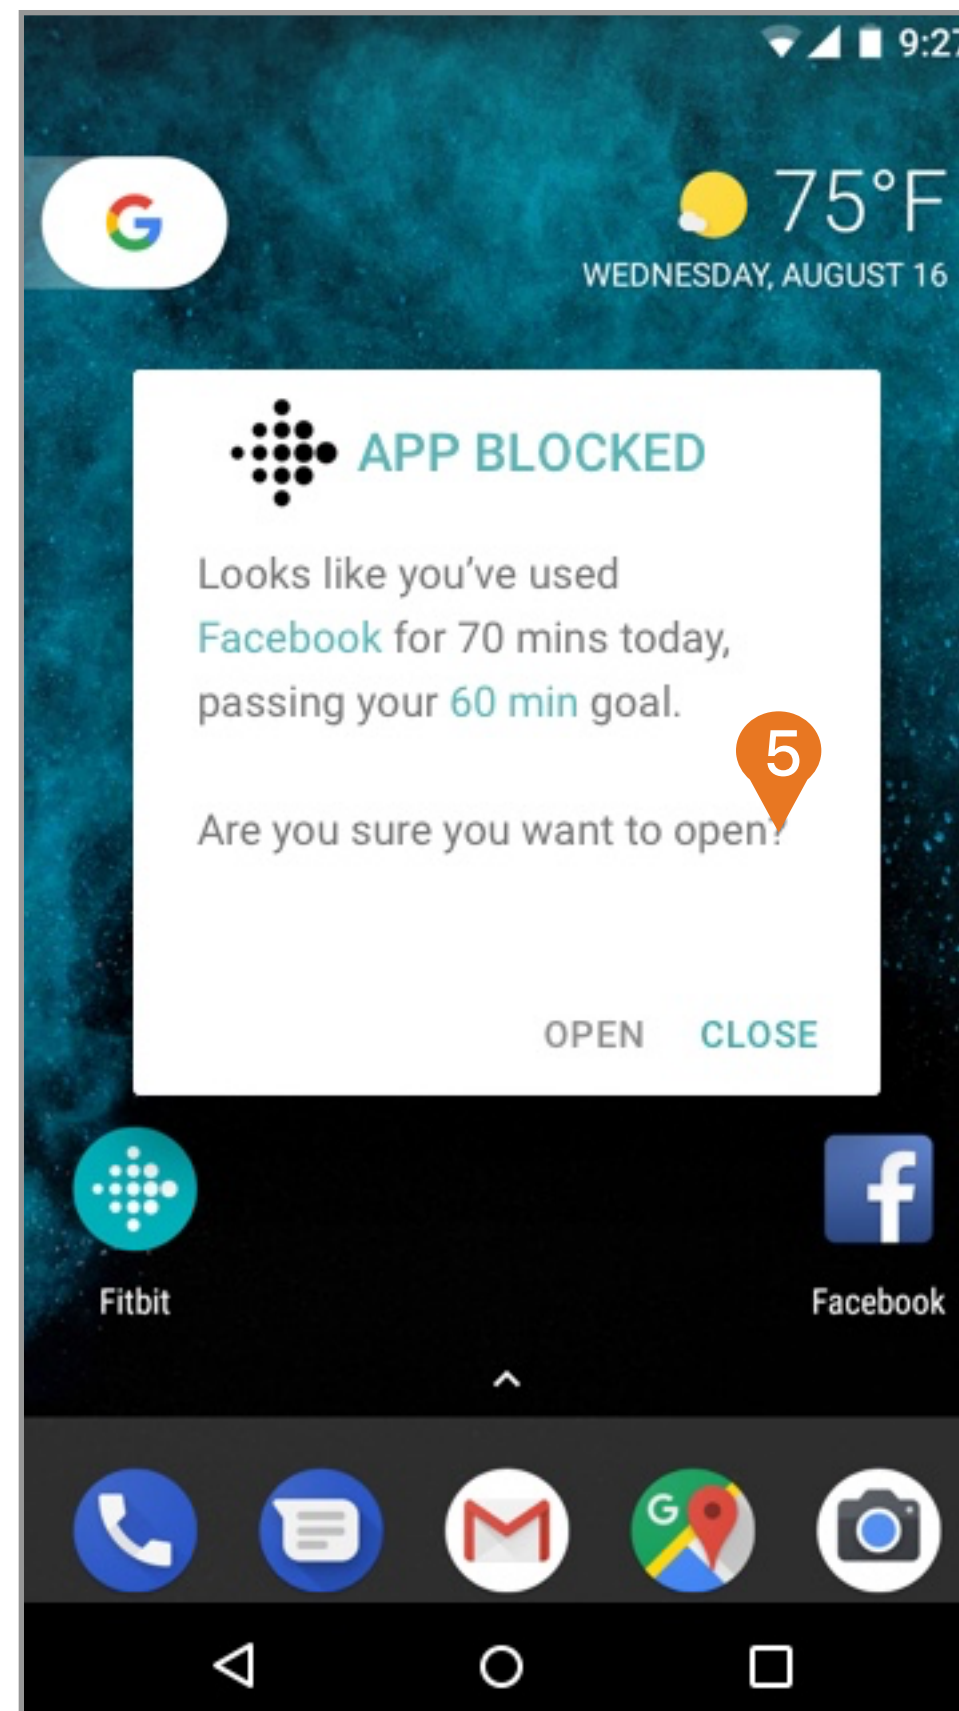 9:27
75°F
WEDNESDAY, AUGUST 16
APP BLOCKED
Looks like you've used
Facebook for 70 mins today,
passing your 60 min goal.
5
Are you sure you want to open?
OPEN CLOSE
Fitbit Facebook